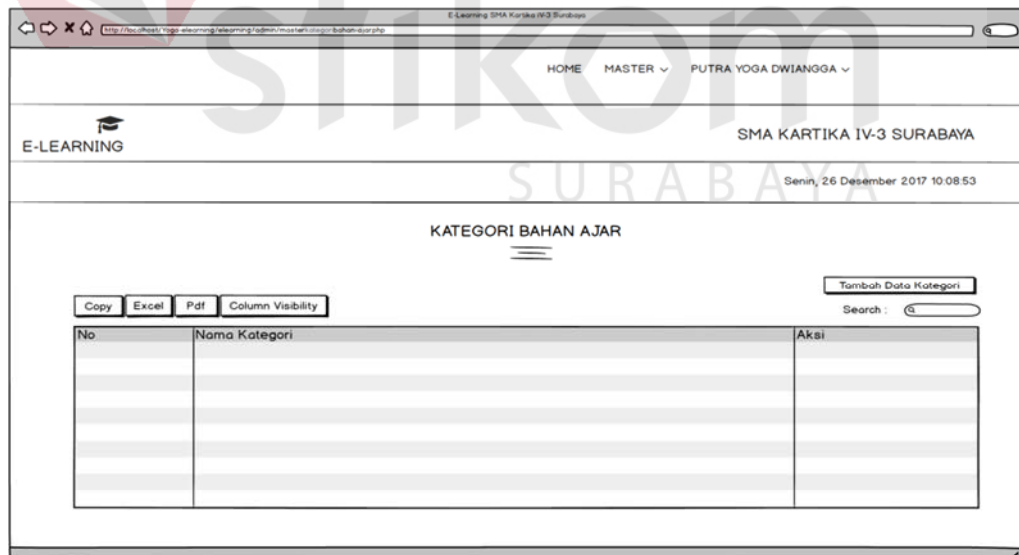 E-Learning SMA Kartika IV-3 Surabaya
http://localhost/Yoga-elearning/elearning/admin/masterkategoribahan-ajar.php
HOME MASTER PUTRA YOGA DWIANGGA
E-LEARNING
SMA KARTIKA IV-3 SURABAYA
Senin, 26 Desember 2017 10:08:53
stikom
SURABAYA
KATEGORI BAHAN AJAR
Tambah Data Kategori
Copy Excel Pdf Column Visibility
Search :
No Nama Kategori Aksi